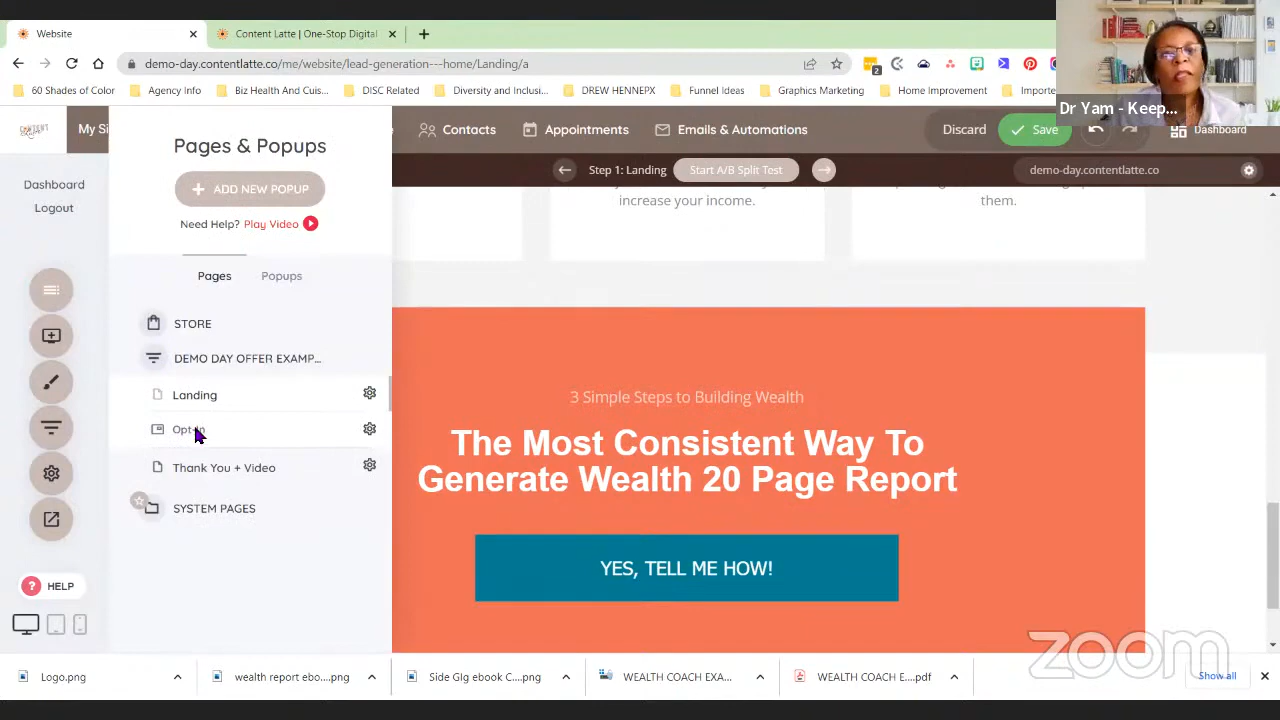 Website
Content Latte | One-Stop Digital
demo-day.contentlatte.co/me/website/lead-generation---home/Landing/a
2
60 Shades of Color
Agency Info
Biz Health And Cuis...
DISC Related
Diversity and Inclusi...
DREW HENNEPX
Funnel Ideas
Graphics Marketing
Home Improvement
Importe
Dr Yam - Keep...
My Si
Contacts
Appointments
Emails & Automations
Discard
Save
Dashboard
Step 1: Landing
Start A/B Split Test
demo-day.contentlatte.co
Dashboard
Logout
Pages & Popups
ADD NEW POPUP
Need Help? Play Video
Pages
Popups
STORE
DEMO DAY OFFER EXAMP...
Landing
Opt-in
Thank You + Video
SYSTEM PAGES
? HELP
increase your income.
them.
3 Simple Steps to Building Wealth
The Most Consistent Way To
Generate Wealth 20 Page Report
YES, TELL ME HOW!
zoom
Logo.png
wealth report ebo....png
Side GIg ebook C....png
WEALTH COACH EXA....
WEALTH COACH E....pdf
Show all